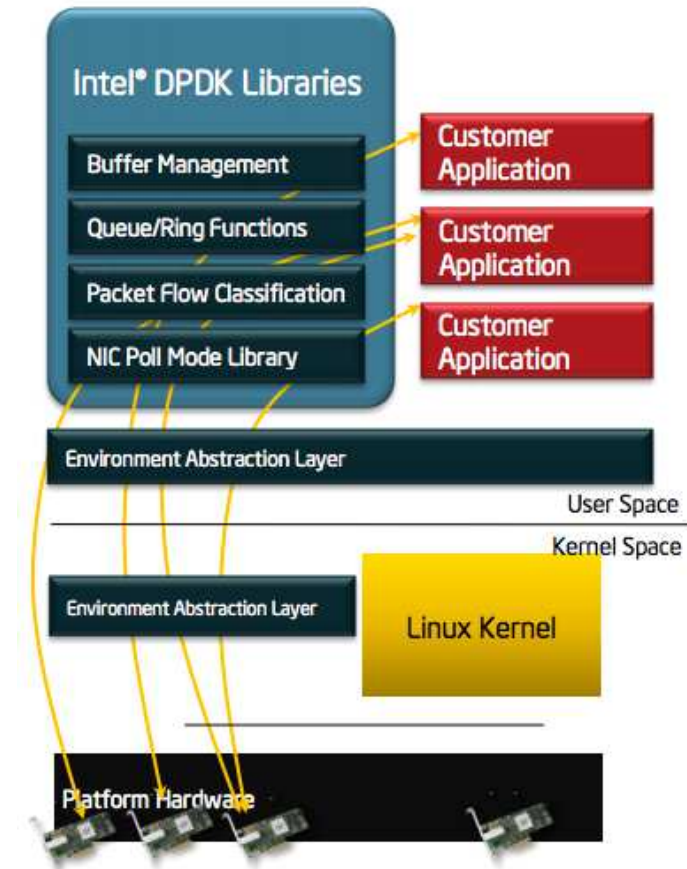 Intel® DPDK Libraries
Buffer Management
Queue/Ring Functions
Packet Flow Classification
NIC Poll Mode Library
Customer
Application
Customer
Application
Customer
Application
Environment Abstraction Layer
User Space
Kernel Space
Environment Abstraction Layer
Linux Kernel
Platform Hardware